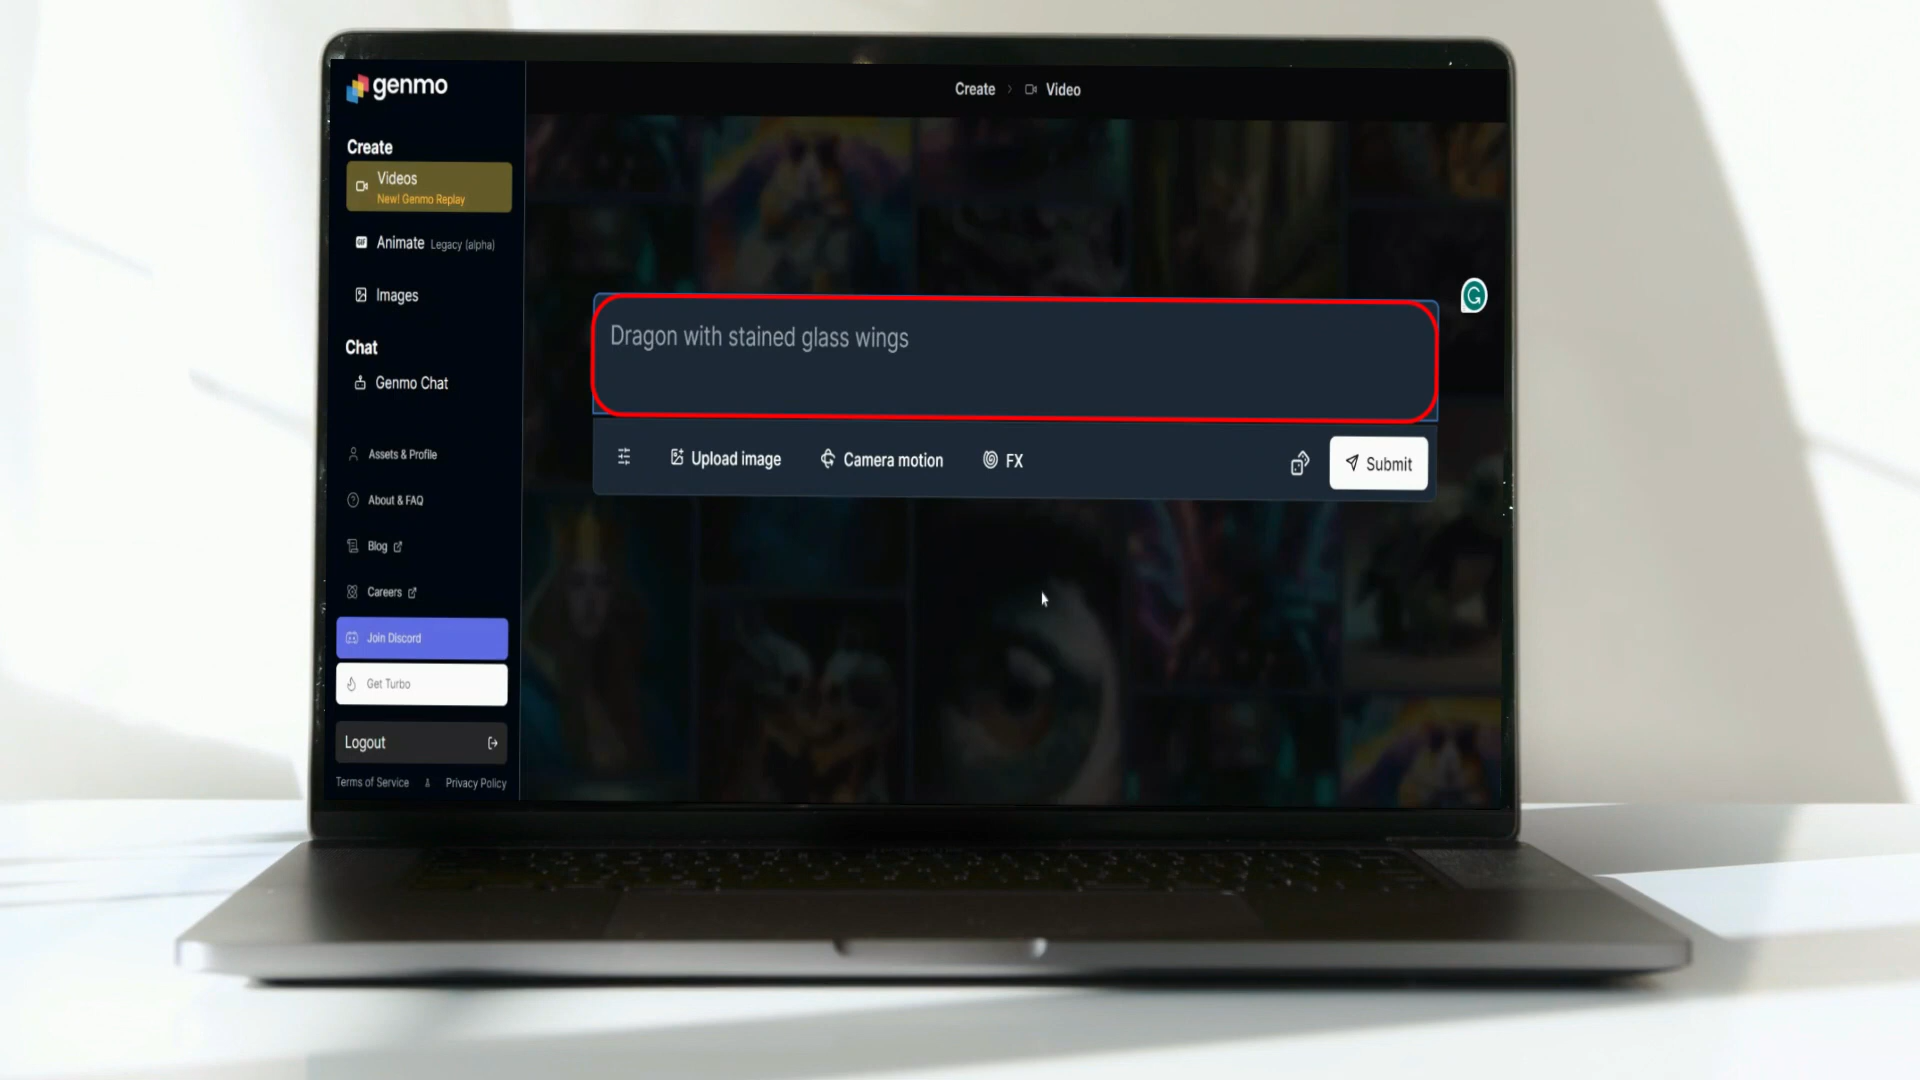 genmo
Create
Video
Create
Videos
New! Genmo Replay
GIF
Animate Legacy (alpha)
Images
Chat
Genmo Chat
Assets & Profile
About & FAQ
Blog
Careers
Join Discord
Get Turbo
Logout
Terms of Service
&
Privacy Policy
Dragon with stained glass wings
G
Upload image
Camera motion
FX
Submit